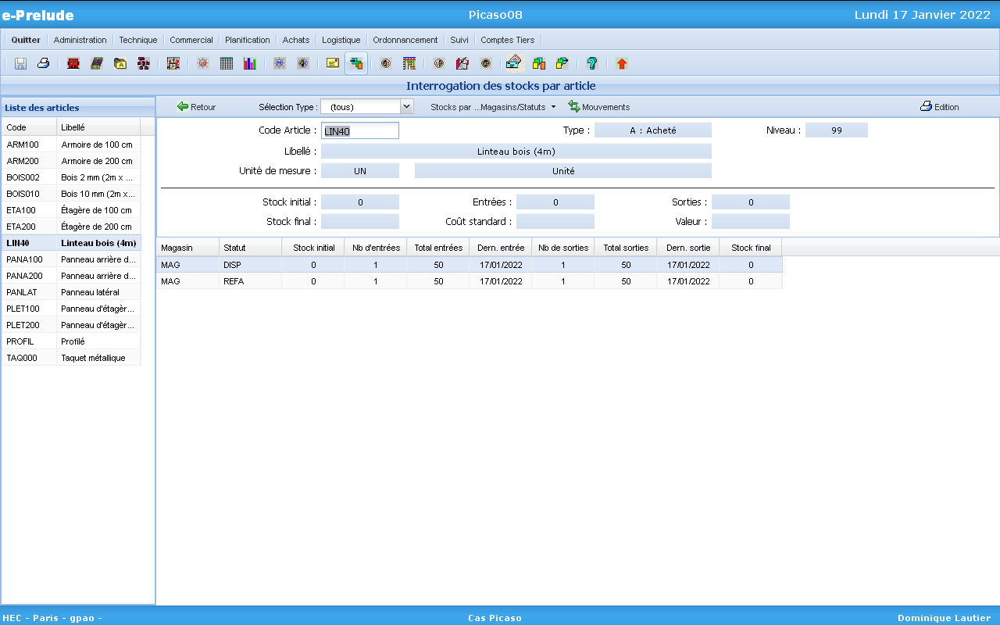 e-Prelude Picaso08 Lundi 17 Janvier 2022
Quitter Administration Technique Commercial Planification Achats Logistique Ordonnancement Suivi Comptes Tiers
Interrogation des stocks par article
Liste des articles
Code Libellé
ARM100 Armoire de 100 cm
ARM200 Armoire de 200 cm
BOIS002 Bois 2 mm (2m x ...
BOIS010 Bois 10 mm (2m x...
ETA100 Étagère de 100 cm
ETA200 Étagère de 200 cm
LIN40 Linteau bois (4m)
PANA100 Panneau arrière d...
PANA200 Panneau arrière d...
PANLAT Panneau latéral
PLET100 Panneau d'étagèr...
PLET200 Panneau d'étagèr...
PROFIL Profilé
TAQ000 Taquet métallique
Retour Sélection Type : (tous) Stocks par ...Magasins/Statuts Mouvements Edition
Code Article : LIN40 Type : A : Acheté Niveau : 99
Libellé : Linteau bois (4m)
Unité de mesure : UN Unité
Stock initial : 0 Entrées : 0 Sorties : 0
Stock final : Coût standard : Valeur :
Magasin Statut Stock initial Nb d'entrées Total entrées Dern. entrée Nb de sorties Total sorties Dern. sortie Stock final
MAG DISP 0 1 50 17/01/2022 1 50 17/01/2022 0
MAG REFA 0 1 50 17/01/2022 1 50 17/01/2022 0
HEC - Paris - gpao - Cas Picaso Dominique Lautier